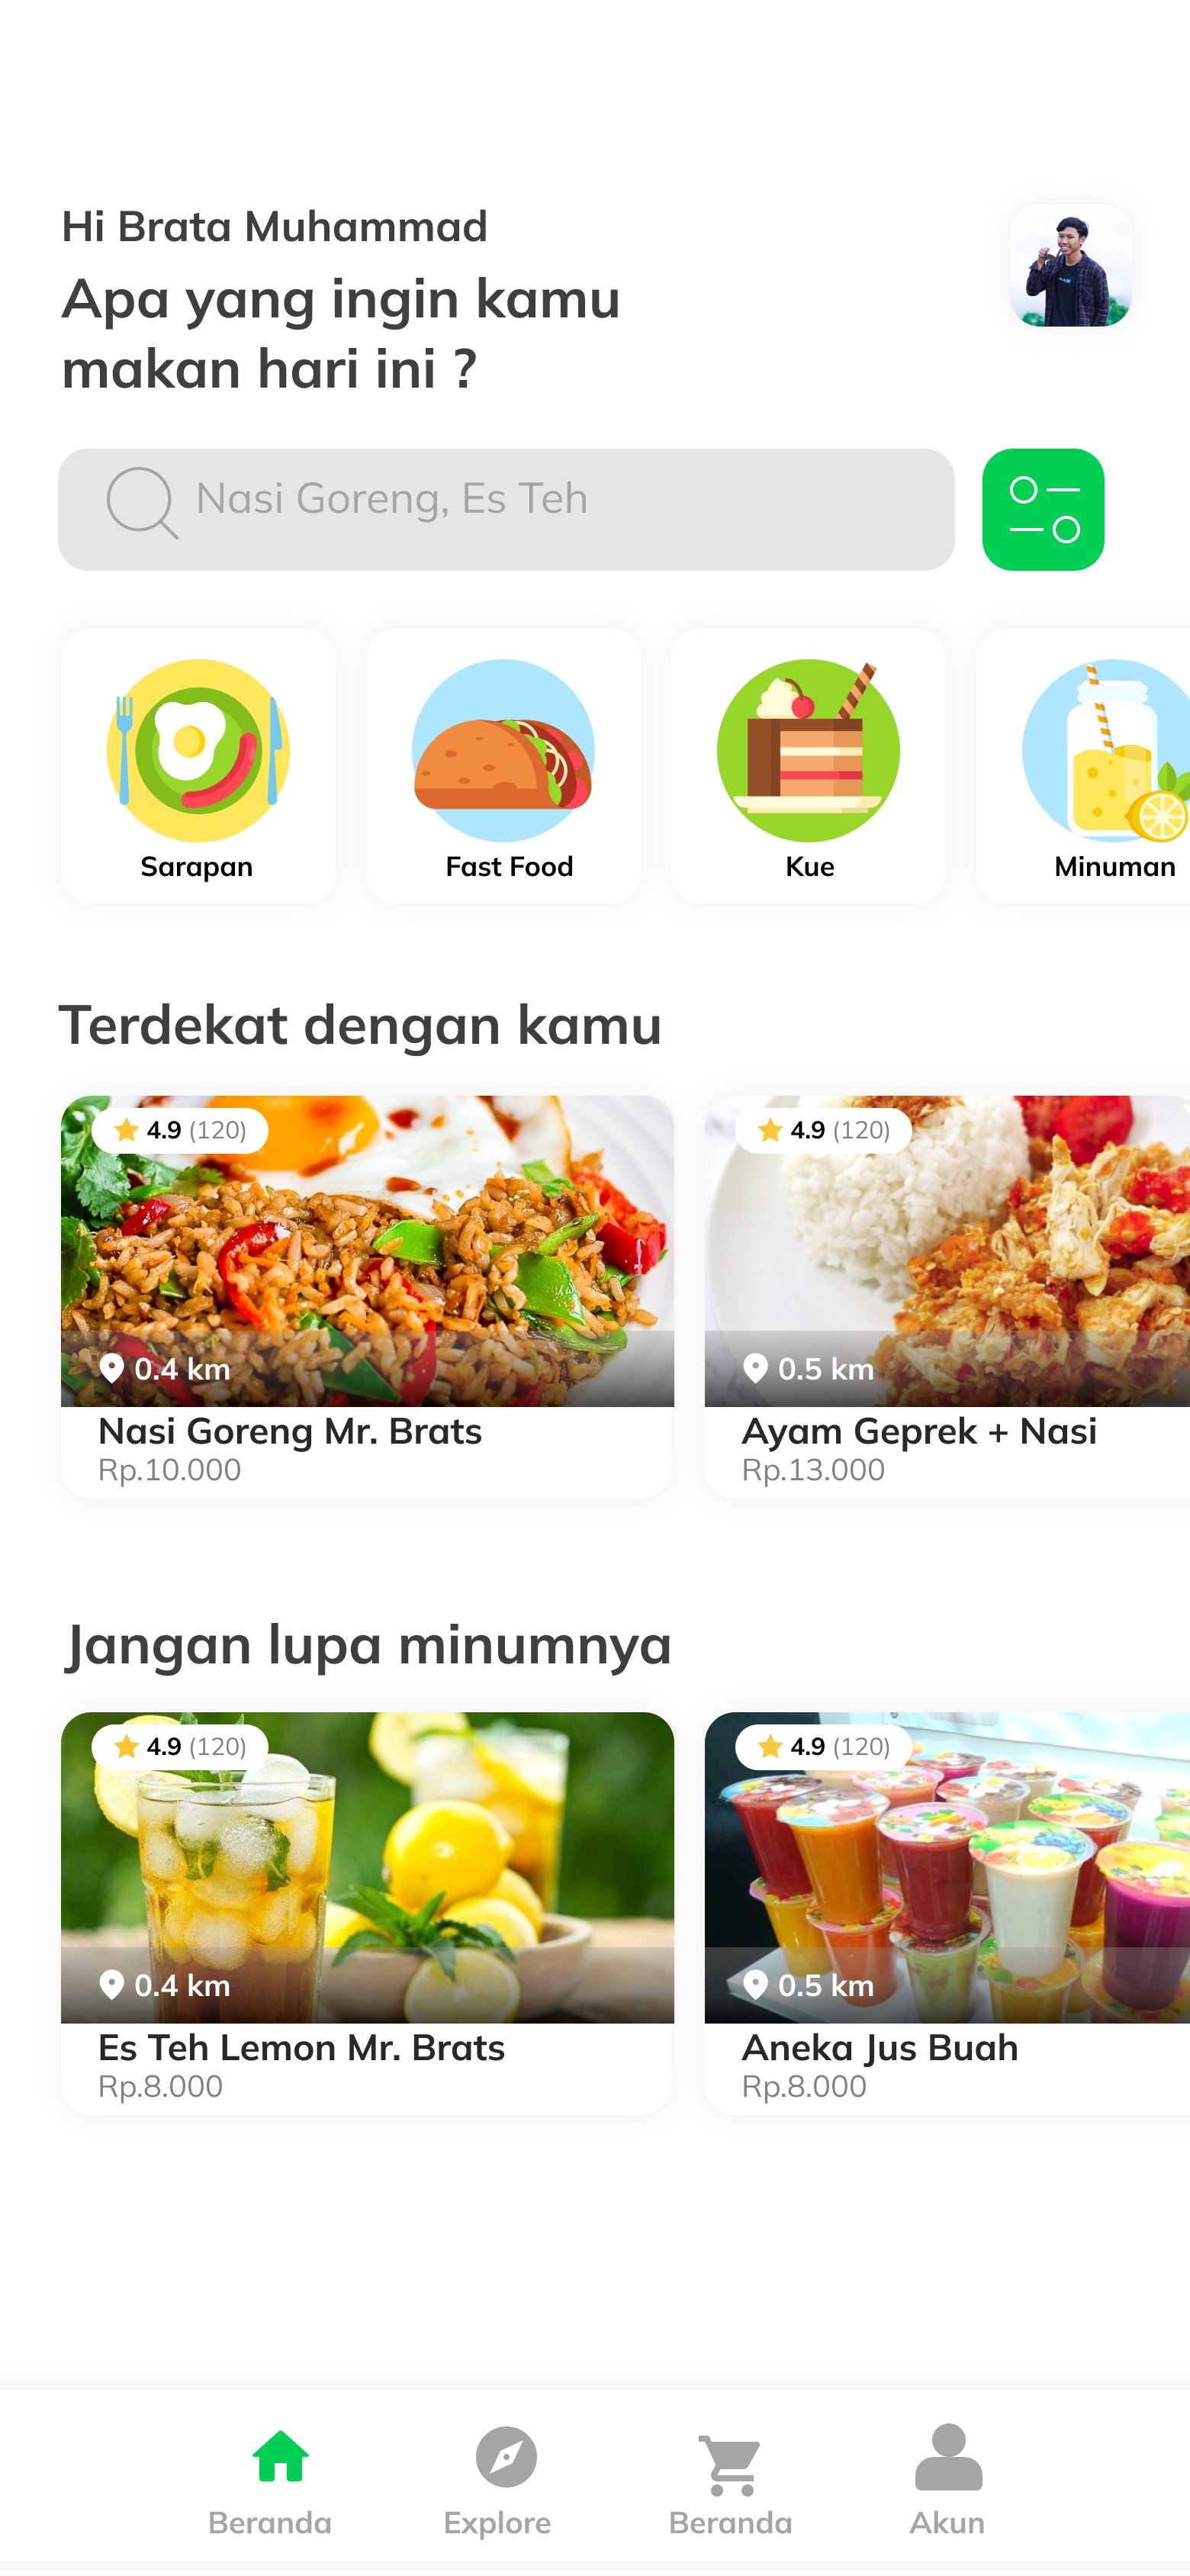 Hi Brata Muhammad
Apa yang ingin kamu
makan hari ini ?
Nasi Goreng, Es Teh
Sarapan
Fast Food
Kue
Minuman
Terdekat dengan kamu
4.9 (120)
4.9 (120)
0.4 km
0.5 km
Nasi Goreng Mr. Brats
Ayam Geprek + Nasi
Rp.10.000
Rp.13.000
Jangan lupa minumnya
4.9 (120)
4.9 (120)
0.4 km
0.5 km
Es Teh Lemon Mr. Brats
Aneka Jus Buah
Rp.8.000
Rp.8.000
Beranda
Explore
Beranda
Akun